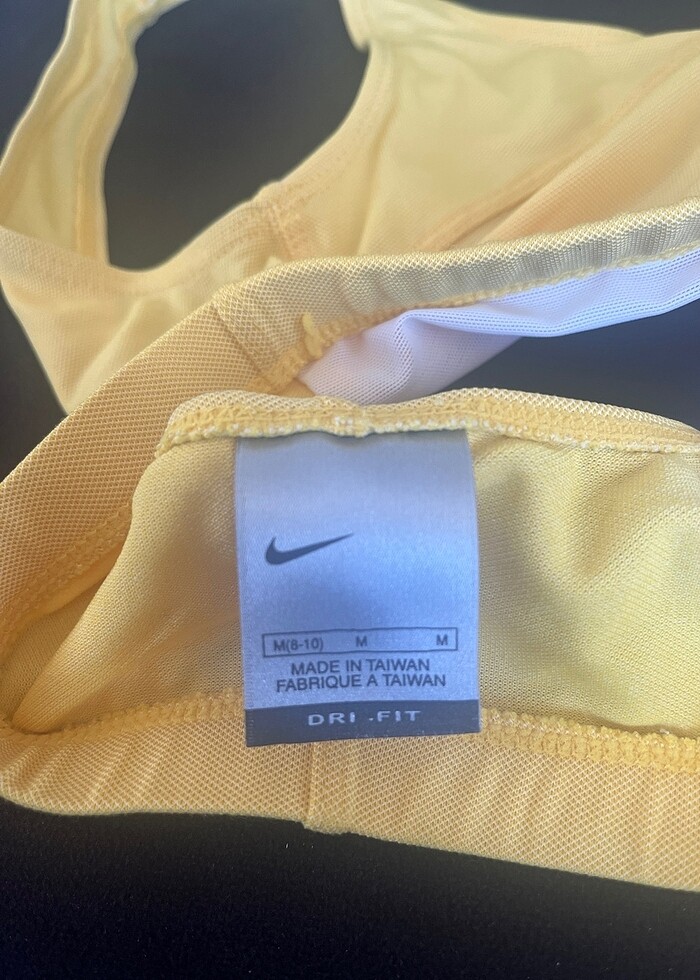 M(8-10) M M
MADE IN TAIWAN
FABRIQUE A TAIWAN
DRI-FIT